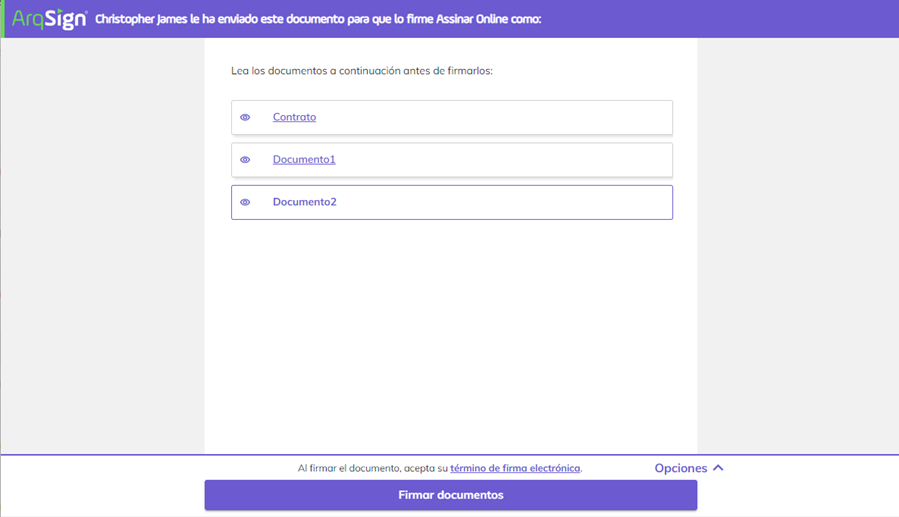 ArqSign® Christopher James le ha enviado este documento para que lo firme Assinar Online como:
Lea los documentos a continuación antes de firmarlos:
Contrato
Documento1
Documento2
Al firmar el documento, acepta su término de firma electrónica.
Opciones
Firmar documentos